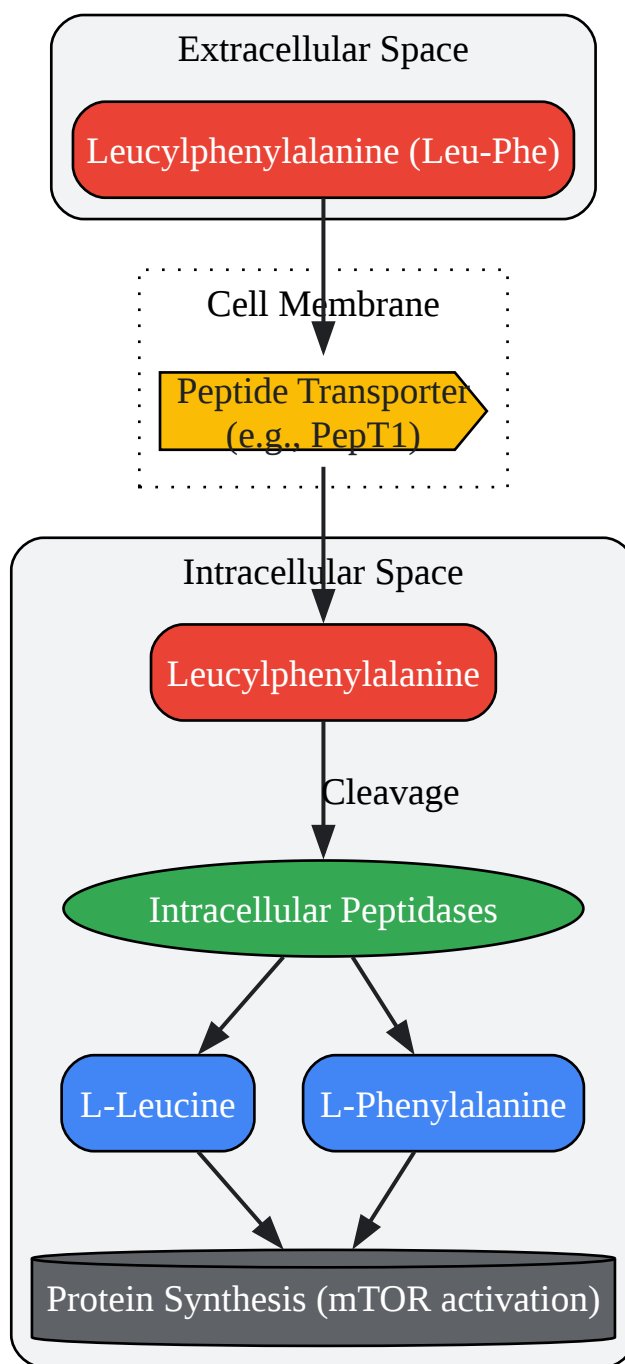 Extracellular Space
Leucylphenylalanine (Leu-Phe)
Cell Membrane
Peptide Transporter
(e.g., PepT1)
Intracellular Space
Leucylphenylalanine
Cleavage
Intracellular Peptidases
L-Leucine
L-Phenylalanine
Protein Synthesis (mTOR activation)